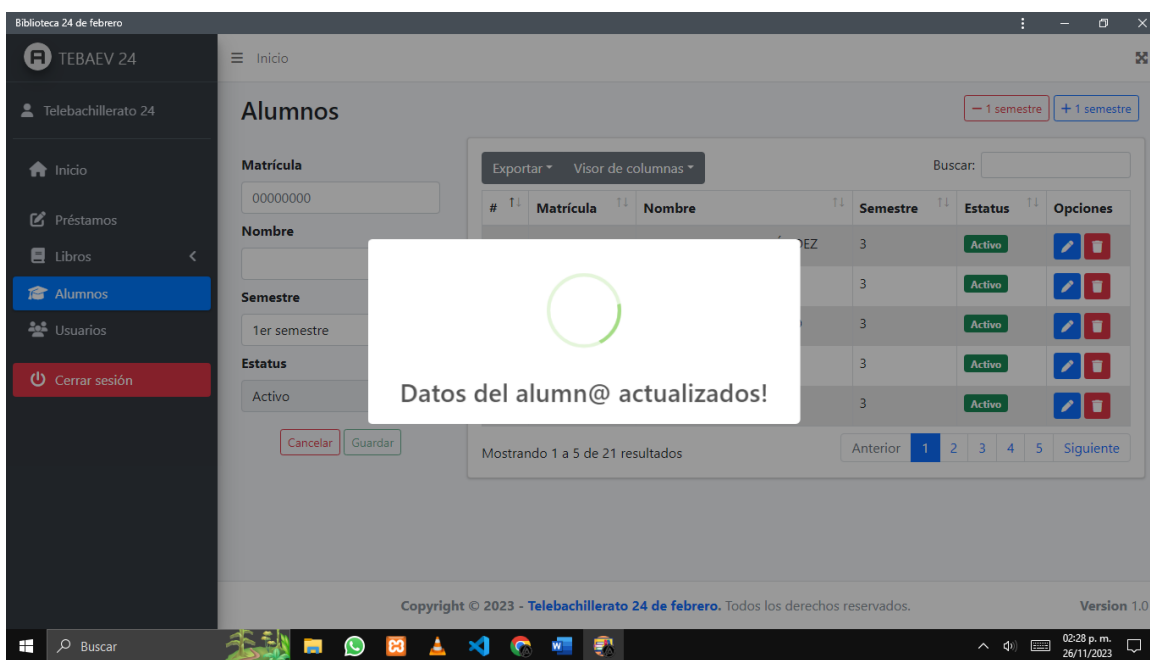 Biblioteca 24 de febrero
TEBAEV 24
Inicio
Telebachillerato 24
Alumnos
− 1 semestre
+ 1 semestre
Inicio
Préstamos
Libros
Alumnos
Usuarios
Cerrar sesión
Matrícula
00000000
Nombre
Semestre
1er semestre
Estatus
Activo
Cancelar Guardar
Exportar Visor de columnas
Buscar:
# Matrícula Nombre Semestre Estatus Opciones
3 Activo
3 Activo
3 Activo
3 Activo
3 Activo
Datos del alumn@ actualizados!
Mostrando 1 a 5 de 21 resultados
Anterior 1 2 3 4 5 Siguiente
Copyright © 2023 - Telebachillerato 24 de febrero. Todos los derechos reservados.
Version 1.0
Buscar
02:28 p. m.
26/11/2023